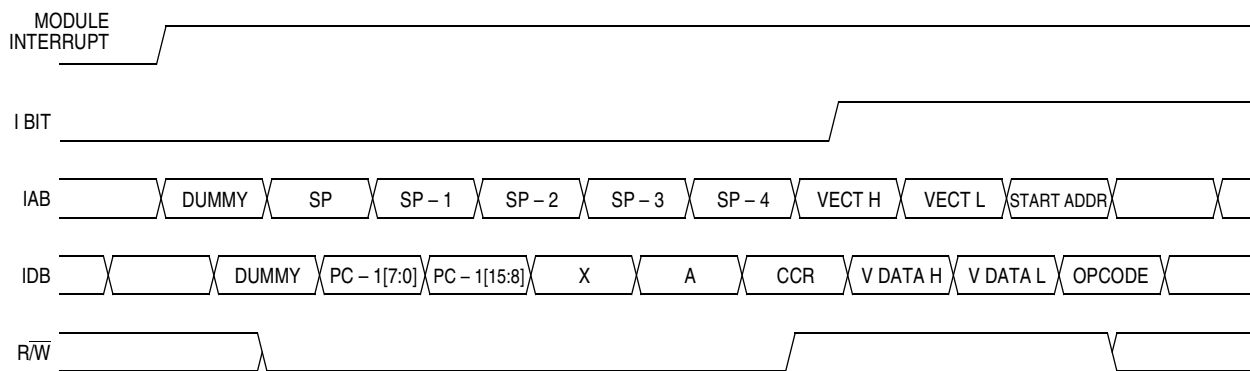 MODULE
INTERRUPT
I BIT
IAB DUMMY SP SP – 1 SP – 2 SP – 3 SP – 4 VECT H VECT L START ADDR
IDB DUMMY PC – 1[7:0] PC – 1[15:8] X A CCR V DATA H V DATA L OPCODE
R/W